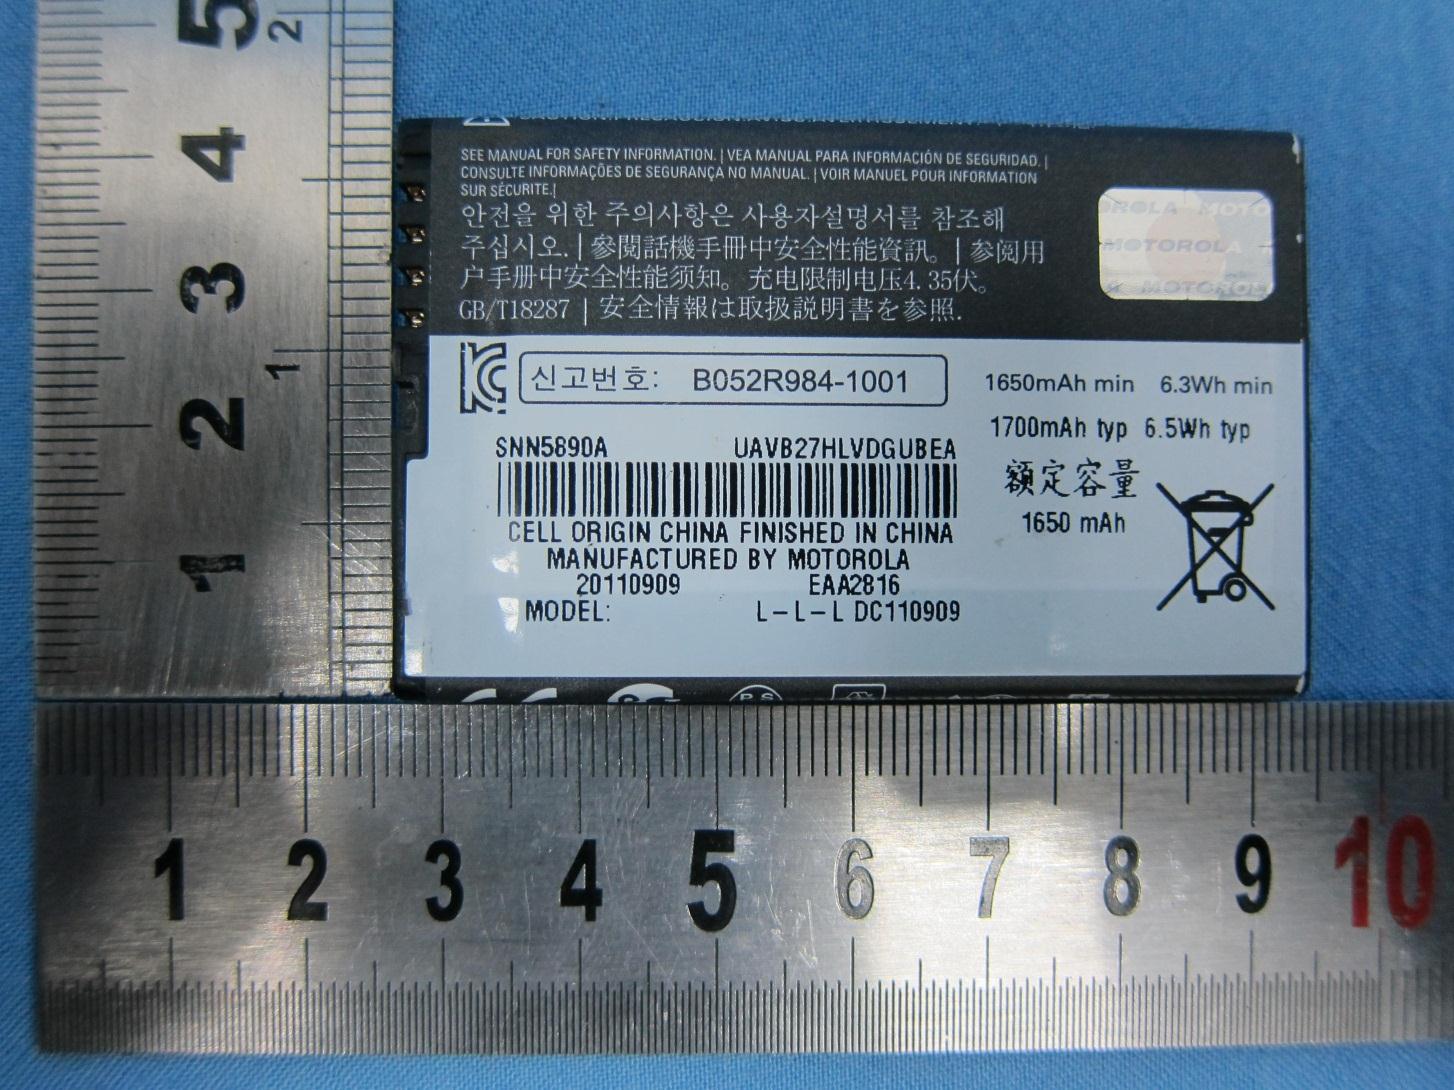 SEE MANUAL FOR SAFETY INFORMATION. | VEA MANUAL PARA INFORMACIÓN DE SEGURIDAD. |
CONSULTE INFORMAÇÕES DE SEGURANÇA NO MANUAL. | VOIR MANUEL POUR INFORMATION
SUR SÉCURITE. |
안전을 위한 주의사항은 사용자설명서를 참조해
주십시오. | 參閱話機手冊中安全性能資訊。 | 参阅用
户手册中安全性能须知。充电限制电压4.35伏。
GB/T18287 | 安全情報は取扱説明書を参照.
MOTOROLA
신고번호: B052R984-1001
1650mAh min 6.3Wh min
1700mAh typ 6.5Wh typ
額定容量
1650 mAh
SNN5890A UAVB27HLVDGUBEA
CELL ORIGIN CHINA FINISHED IN CHINA
MANUFACTURED BY MOTOROLA
20110909 EAA2816
MODEL: L-L-L DC110909
5 4 3 2 1
2 1
1 2 3 4 5 6 7 8 9 10